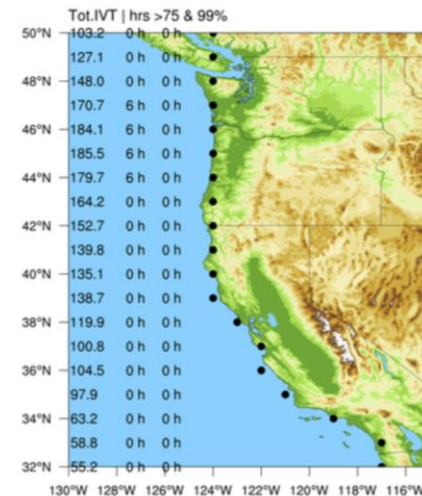 Tot.IVT | hrs >75 & 99%
50°N 103.2 0 h 0 h
127.1 0 h 0 h
48°N 148.0 0 h 0 h
170.7 6 h 0 h
46°N 184.1 6 h 0 h
185.5 6 h 0 h
44°N 179.7 6 h 0 h
164.2 0 h 0 h
42°N 152.7 0 h 0 h
139.8 0 h 0 h
40°N 135.1 0 h 0 h
138.7 0 h 0 h
38°N 119.9 0 h 0 h
100.8 0 h 0 h
36°N 104.5 0 h 0 h
97.9 0 h 0 h
34°N 63.2 0 h 0 h
58.8 0 h 0 h
32°N 55.2 0 h 0 h
130°W 128°W 126°W 124°W 122°W 120°W 118°W 116°W